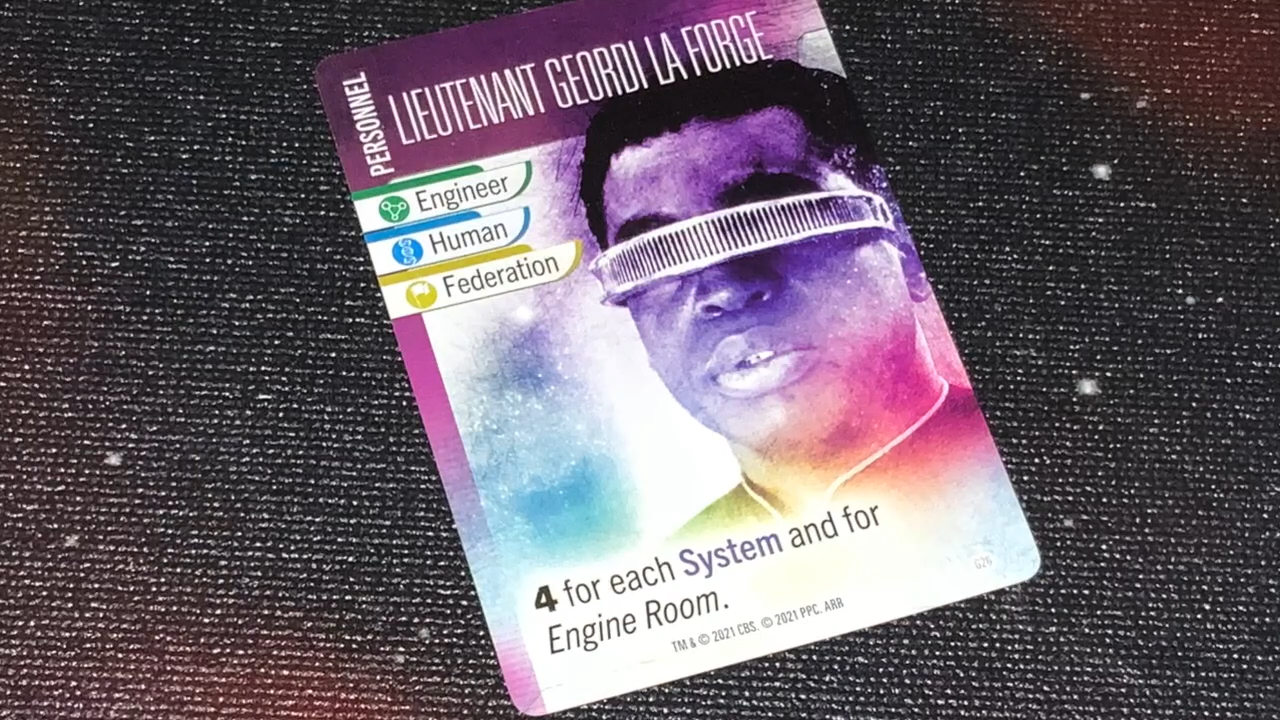 PERSONNEL
LIEUTENANT GEORDI LA FORGE
Engineer
Human
Federation
4 for each System and for
Engine Room.
TM & © 2021 CBS. © 2021 PPC. ARR
G26